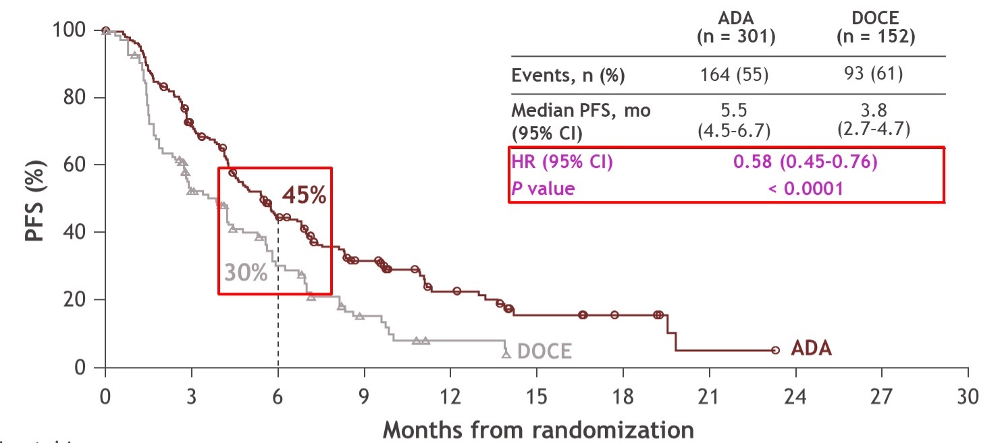 ADA DOCE
(n = 301) (n = 152)
Events, n (%) 164 (55) 93 (61)
Median PFS, mo 5.5 3.8
(95% CI) (4.5-6.7) (2.7-4.7)
HR (95% CI) 0.58 (0.45-0.76)
P value < 0.0001
PFS (%)
100
80
60
40
20
0
45%
30%
DOCE
ADA
0 3 6 9 12 15 18 21 24 27 30
Months from randomization